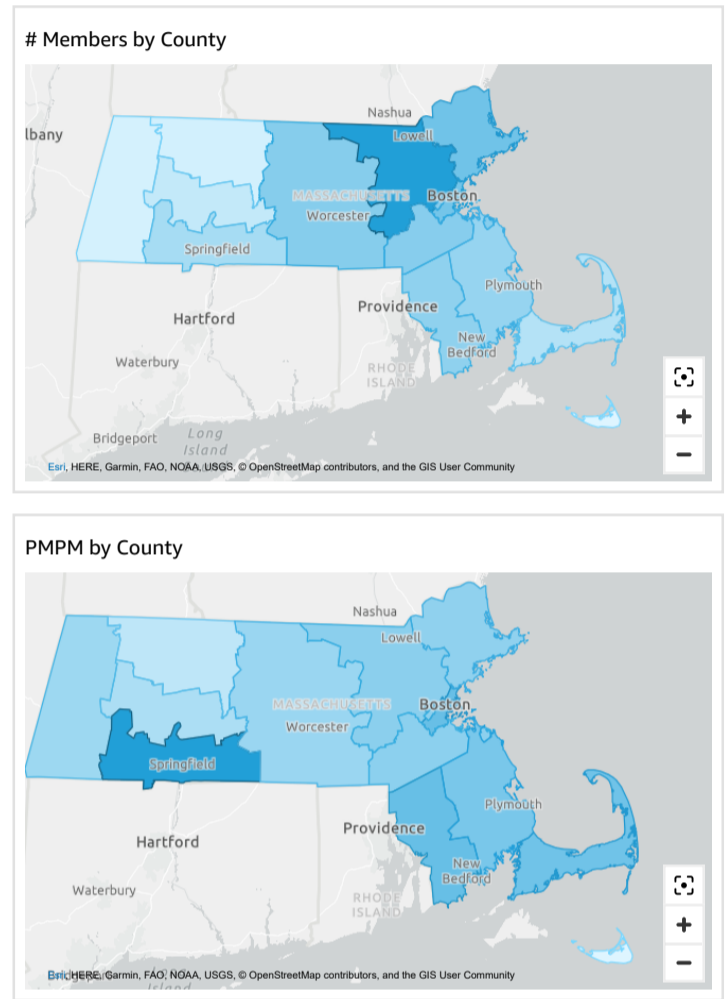 # Members by County
Nashua
lbany
Lowell
MASSACHUSETTS
Boston
Worcester
Springfield
Plymouth
Providence
Hartford
New
Bedford
Waterbury
RHODE
ISLAND
Bridgeport
Long
Island
Esri, HERE, Garmin, FAO, NOAA, USGS, © OpenStreetMap contributors, and the GIS User Community
+
−
PMPM by County
Nashua
Lowell
MASSACHUSETTS
Boston
Worcester
Springfield
Plymouth
Providence
Hartford
New
Bedford
Waterbury
RHODE
ISLAND
Esri, HERE, Garmin, FAO, NOAA, USGS, © OpenStreetMap contributors, and the GIS User Community
Island
+
−